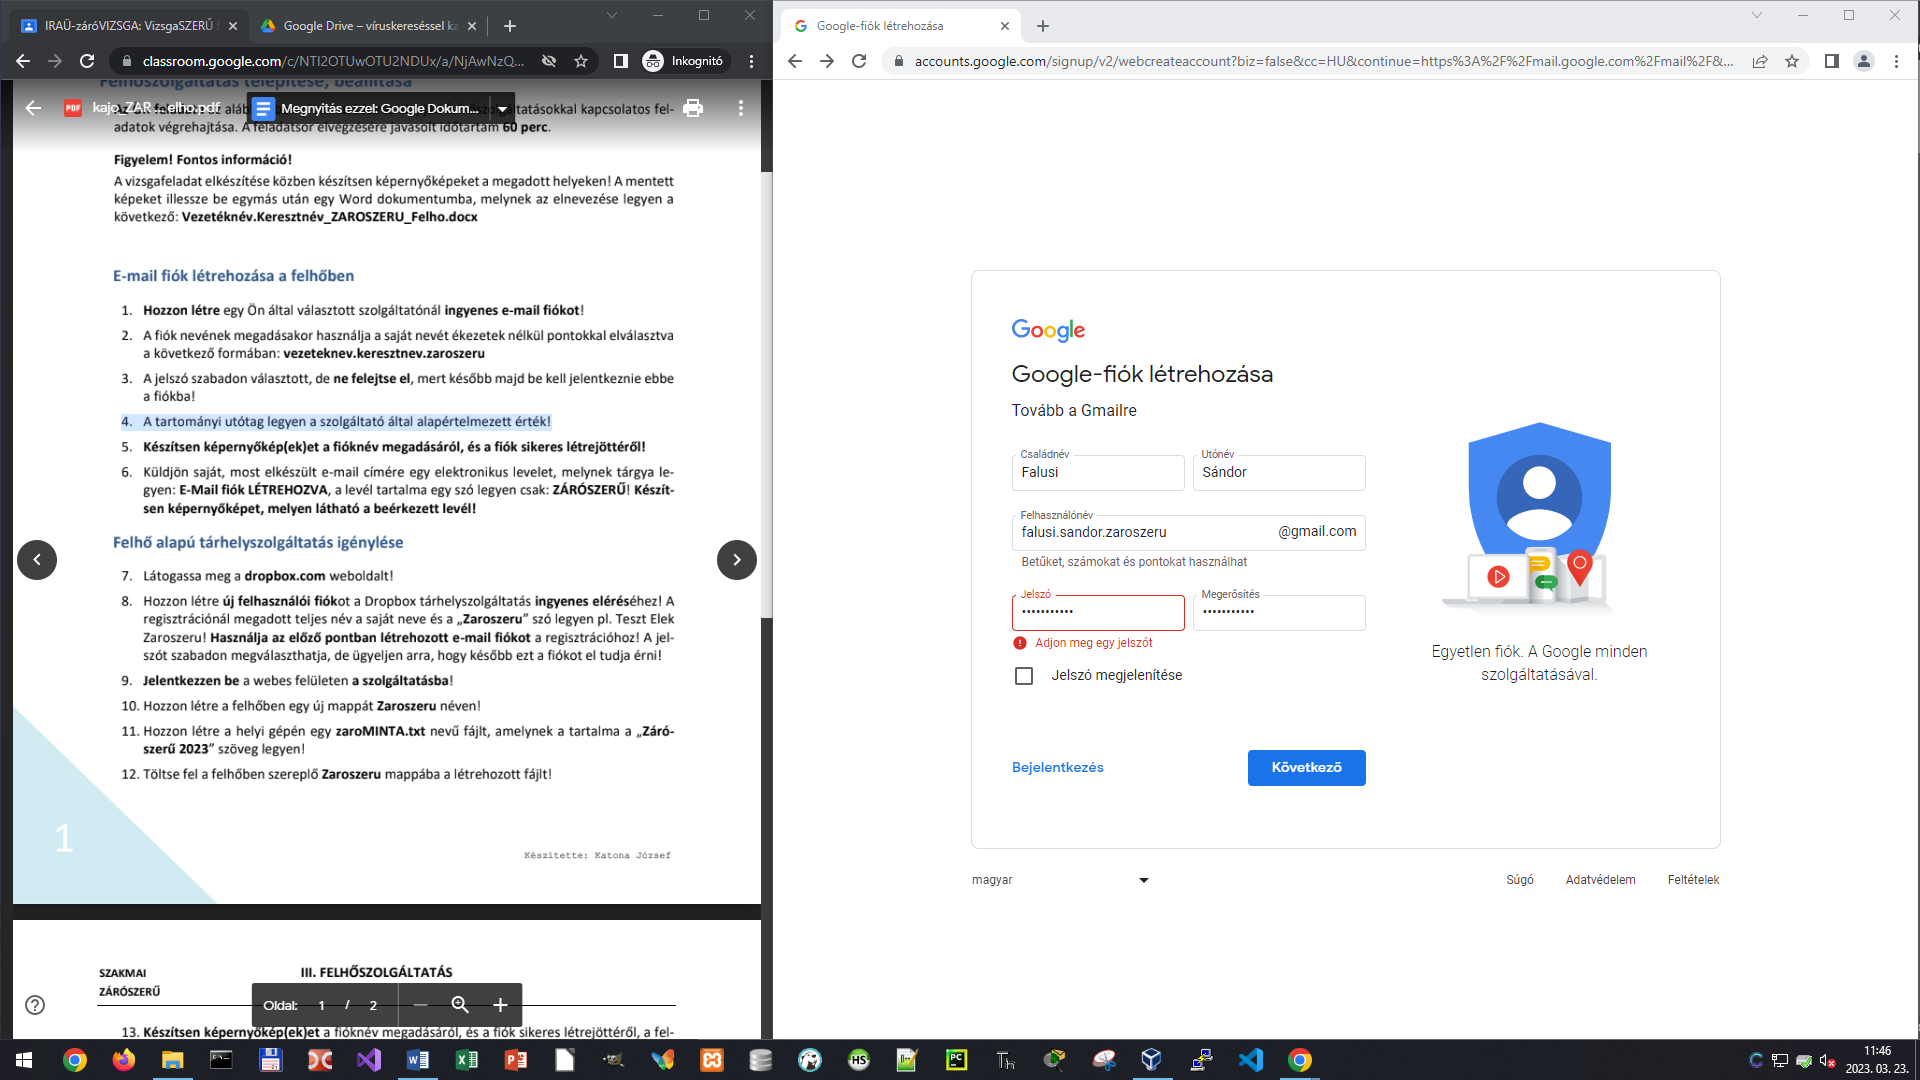 IRAÜ-záróVIZSGA: VizsgaSZERŰ
Google Drive – víruskereséssel ka
classroom.google.com/c/NTI2OTUwOTU2NDUx/a/NjAwNzQ...
Inkognitó
Felhőszolgáltatás telepítése, beállítása
PDF
kajo_ZAR ... elho.pdf
Megnyitás ezzel: Google Dokum...
szolgáltatásokkal kapcsolatos fel-
adatok végrehajtása. A feladatsor elvégzésére javasolt időtartam 60 perc.
Figyelem! Fontos információ!
A vizsgafeladat elkészítése közben készítsen képernyőképeket a megadott helyeken! A mentett
képeket illessze be egymás után egy Word dokumentumba, melynek az elnevezése legyen a
következő: Vezetéknév.Keresztnév_ZAROSZERU_Felho.docx
E-mail fiók létrehozása a felhőben
1. Hozzon létre egy Ön által választott szolgáltatónál ingyenes e-mail fiókot!
2. A fiók nevének megadásakor használja a saját nevét ékezetek nélkül pontokkal elválasztva
a következő formában: vezeteknev.keresztnev.zaroszeru
3. A jelszó szabadon választott, de ne felejtse el, mert később majd be kell jelentkeznie ebbe
a fiókba!
4. A tartományi utótag legyen a szolgáltató által alapértelmezett érték!
5. Készítsen képernyőkép(ek)et a fióknév megadásáról, és a fiók sikeres létrejöttéről!
6. Küldjön saját, most elkészült e-mail címére egy elektronikus levelet, melynek tárgya le-
gyen: E-Mail fiók LÉTREHOZVA, a levél tartalma egy szó legyen csak: ZÁRÓSZERŰ! Készít-
sen képernyőképet, melyen látható a beérkezett levél!
Felhő alapú tárhelyszolgáltatás igénylése
7. Látogassa meg a dropbox.com weboldalt!
8. Hozzon létre új felhasználói fiókot a Dropbox tárhelyszolgáltatás ingyenes eléréséhez! A
regisztrációnál megadott teljes név a saját neve és a „Zaroszeru” szó legyen pl. Teszt Elek
Zaroszeru! Használja az előző pontban létrehozott e-mail fiókot a regisztrációhoz! A jel-
szót szabadon megválaszthatja, de ügyeljen arra, hogy később ezt a fiókot el tudja érni!
9. Jelentkezzen be a webes felületen a szolgáltatásba!
10. Hozzon létre a felhőben egy új mappát Zaroszeru néven!
11. Hozzon létre a helyi gépén egy zaroMINTA.txt nevű fájlt, amelynek a tartalma a „Záró-
szerű 2023” szöveg legyen!
12. Töltse fel a felhőben szereplő Zaroszeru mappába a létrehozott fájlt!
1
Készítette: Katona József
SZAKMAI
ZÁRÓSZERŰ
III. FELHŐSZOLGÁLTATÁS
Oldal: 1 / 2
13. Készítsen képernyőkép(ek)et a fióknév megadásáról, és a fiók sikeres létrejöttéről, a fel-
Google-fiók létrehozása
accounts.google.com/signup/v2/webcreateaccount?biz=false&cc=HU&continue=https%3A%2F%2Fmail.google.com%2Fmail%2F&...
Google
Google-fiók létrehozása
Tovább a Gmailre
Családnév
Falusi
Utónév
Sándor
Felhasználónév
falusi.sandor.zaroszeru
@gmail.com
Betűket, számokat és pontokat használhat
Jelszó
•••••••••••
Megerősítés
•••••••••••
Adjon meg egy jelszót
Jelszó megjelenítése
Bejelentkezés
Következő
Egyetlen fiók. A Google minden
szolgáltatásával.
magyar
Súgó
Adatvédelem
Feltételek
HS
PC
Th
11:46
2023. 03. 23.